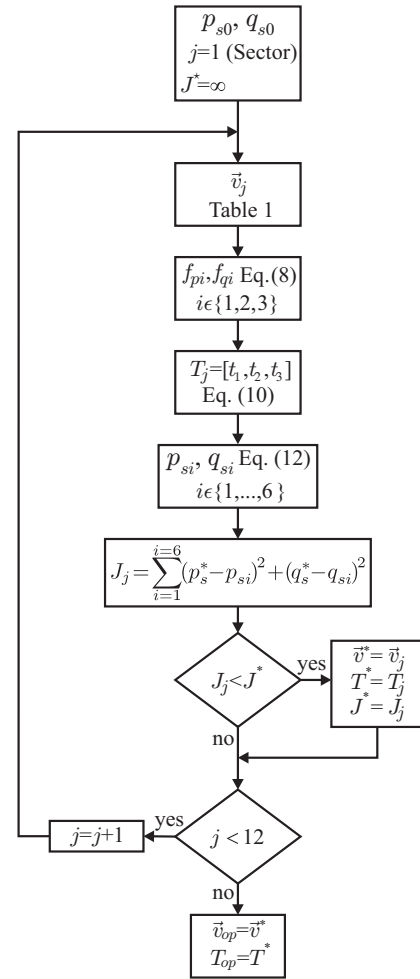 p_{s0}, q_{s0}
j=1 (Sector)
J^⋆=∞
\vec{v}_j
Table 1
f_{pi}, f_{qi} Eq.(8)
iϵ{1,2,3}
T_j=[t_1,t_2,t_3]
Eq. (10)
p_{si}, q_{si} Eq. (12)
iϵ{1,...,6}
J_j=\sum_{i=1}^{i=6}(p_s^*-p_{si})^2+(q_s^*-q_{si})^2
J_j<J^*
yes
\vec{v}^*=\vec{v}_j
T^*=T_j
J^*=J_j
no
j<12
yes
j=j+1
no
\vec{v}_{op}=\vec{v}^*
T_{op}=T^*